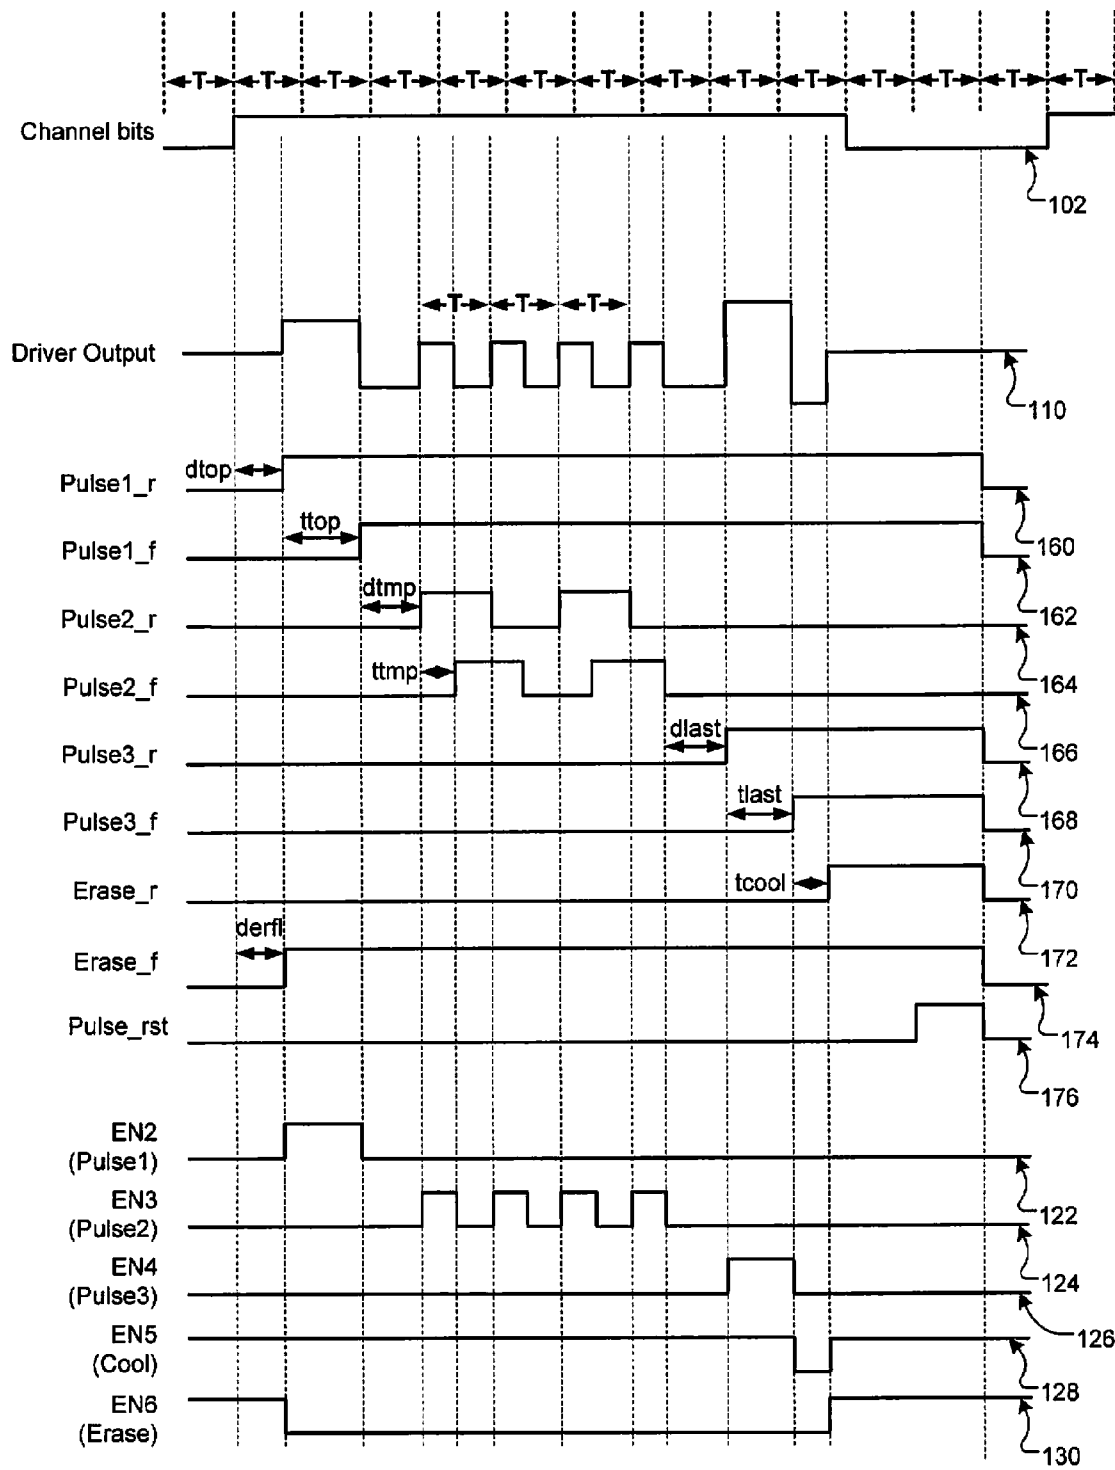 T T T T T T T T T T T T T T
Channel bits
102
T T T
Driver Output
110
dtop
Pulse1_r
160
ttop
Pulse1_f
162
dtmp
Pulse2_r
164
ttmp
Pulse2_f
166
dlast
Pulse3_r
168
tlast
Pulse3_f
170
tcool
Erase_r
172
derfl
Erase_f
174
Pulse_rst
176
EN2
(Pulse1)
122
EN3
(Pulse2)
124
EN4
(Pulse3)
126
EN5
(Cool)
128
EN6
(Erase)
130